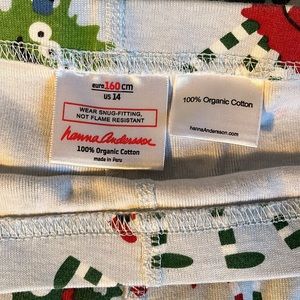 euro 160 cm
US 14
WEAR SNUG-FITTING,
NOT FLAME RESISTANT
hanna Andersson
100% Organic Cotton
made in Peru
100% Organic Cotton
hannaAndersson.com